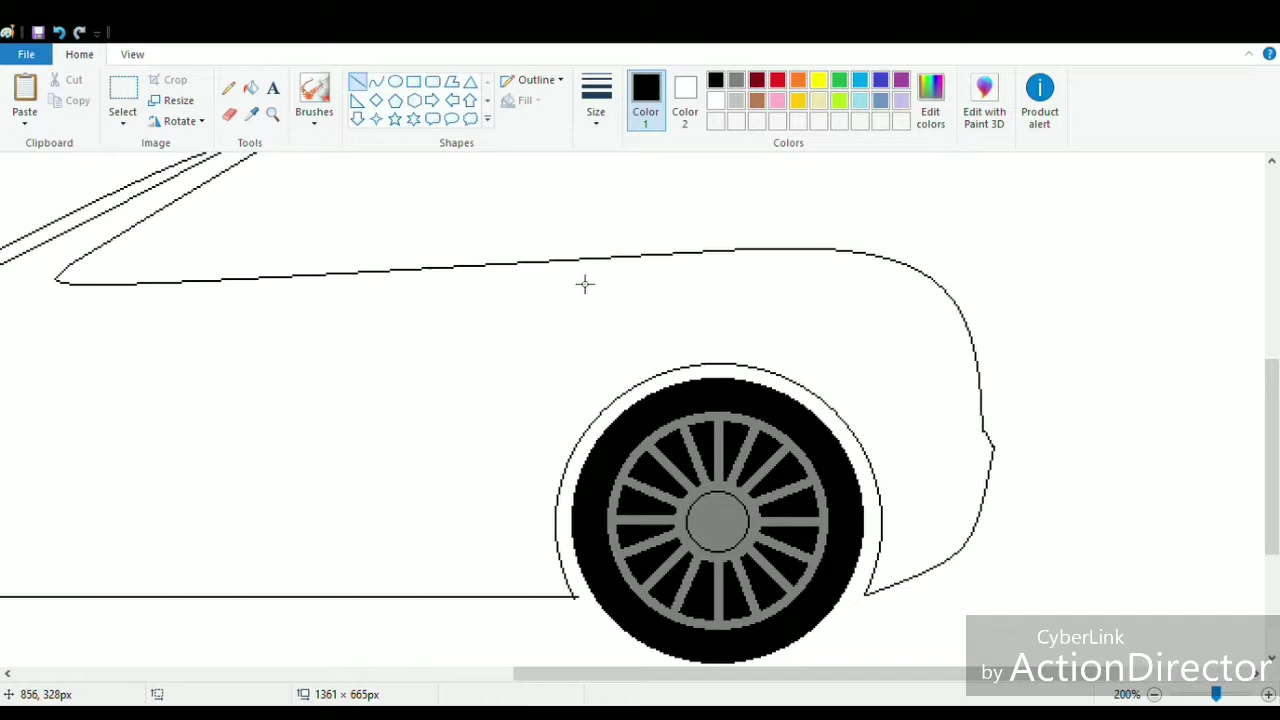 File Home View
Paste
Cut
Copy
Clipboard
Select
Crop
Resize
Rotate
Image
A
Tools
Brushes
Shapes
Outline
Fill
Size
Color
1
Color
2
Edit
colors
Colors
Edit with
Paint 3D
Product
alert
CyberLink
by ActionDirector
856, 328px
1361 × 665px
200%